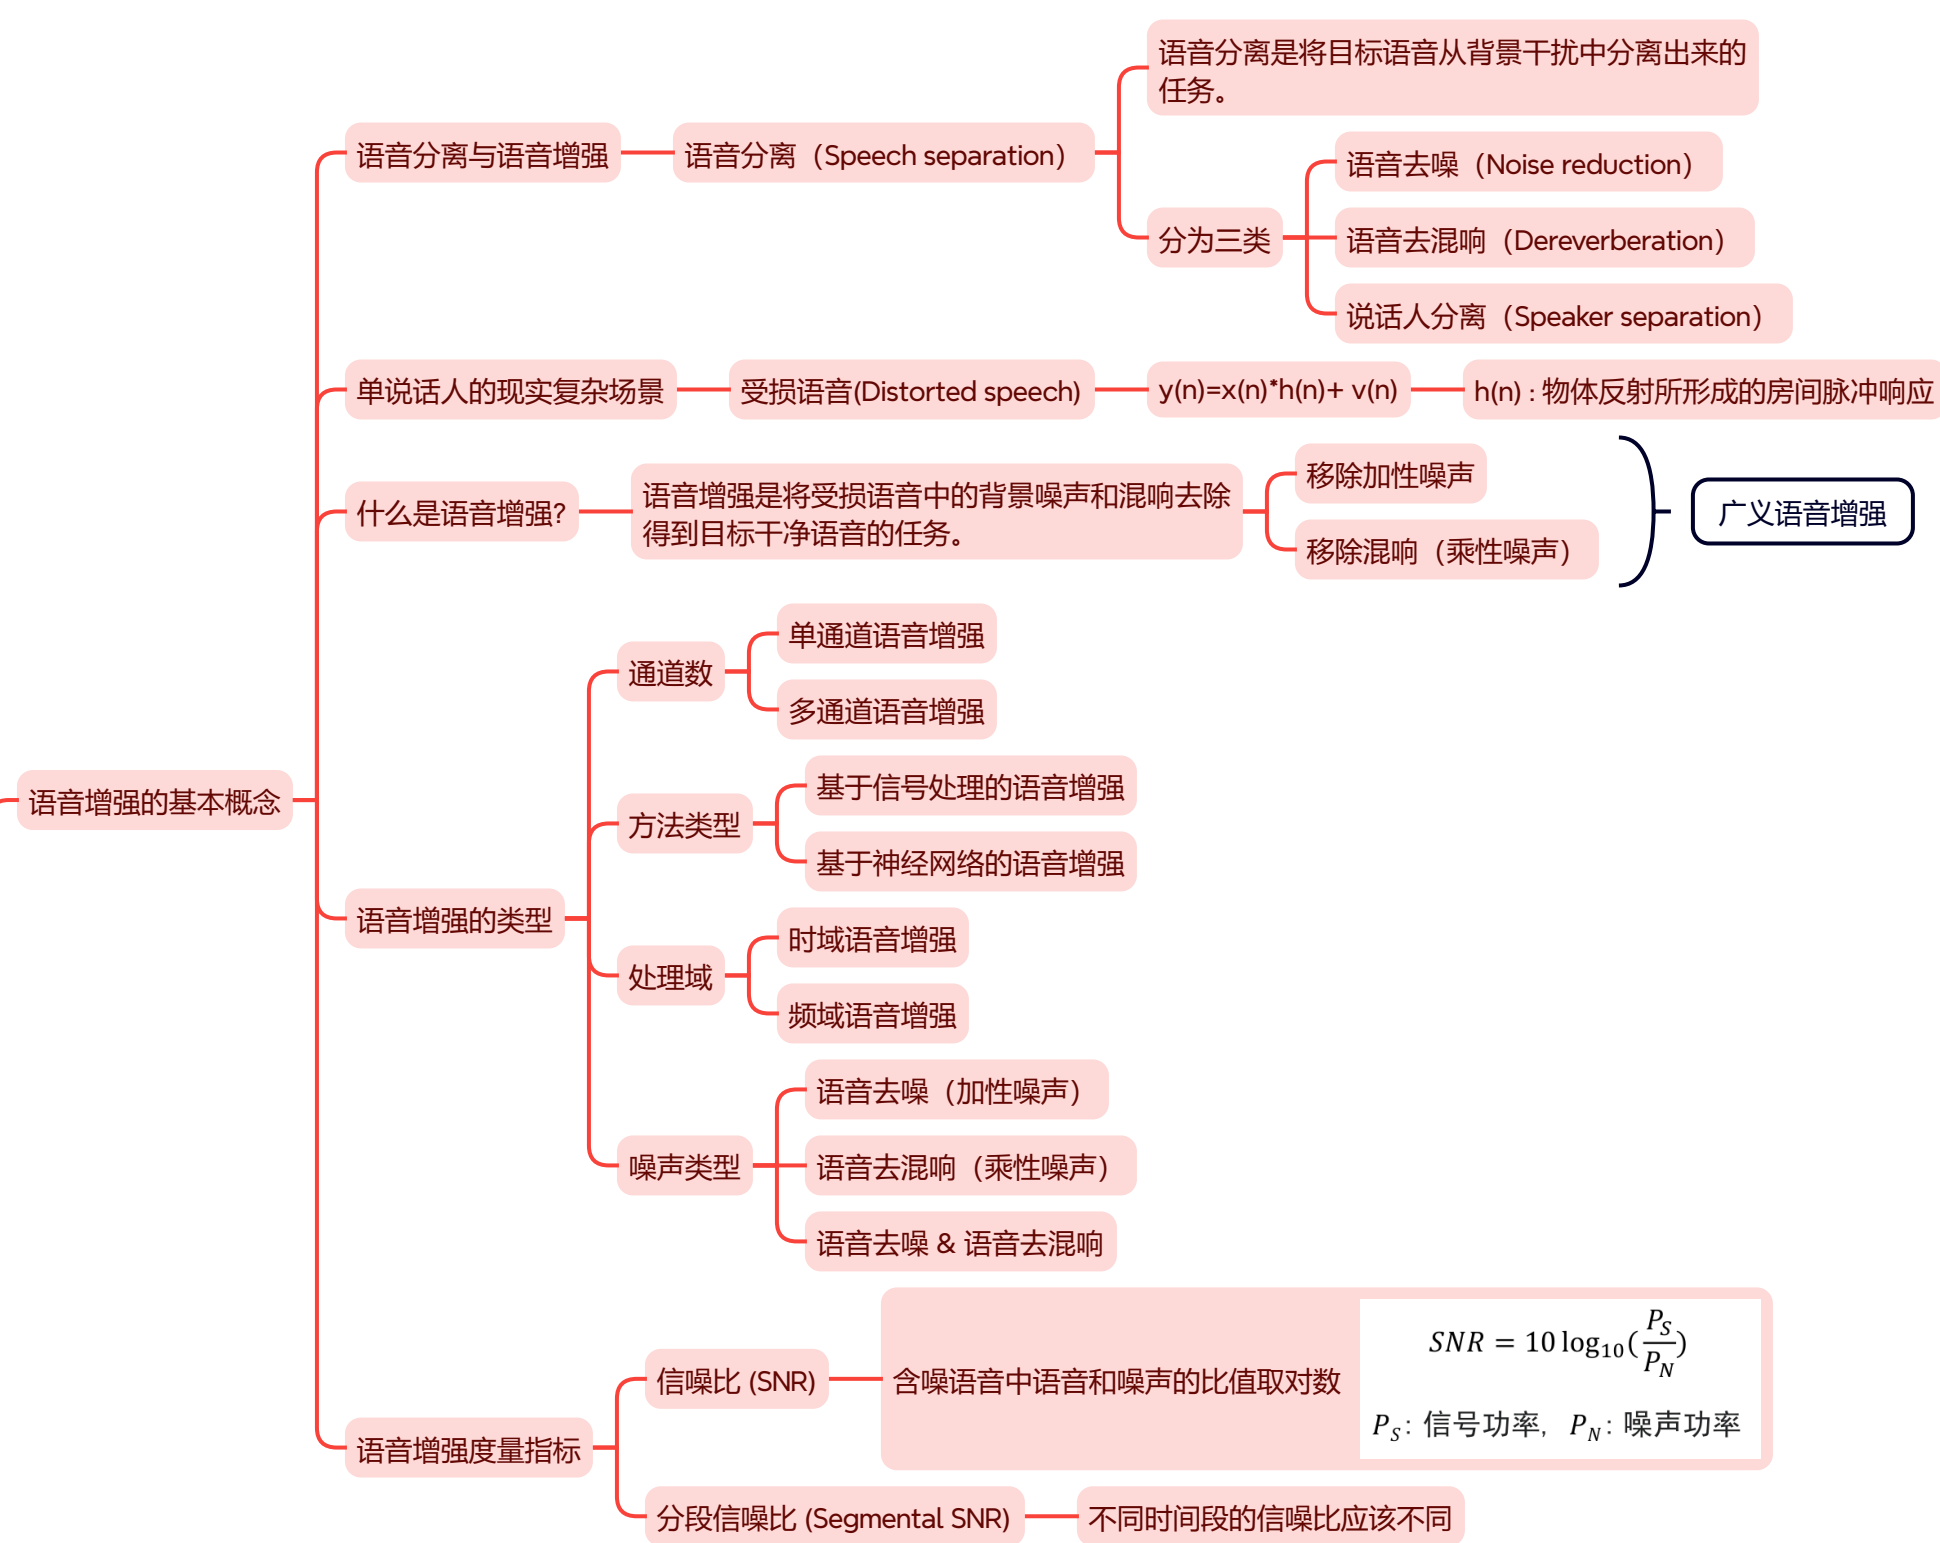 语音增强的基本概念
语音分离与语音增强
语音分离（Speech separation）
语音分离是将目标语音从背景干扰中分离出来的
任务。
分为三类
语音去噪（Noise reduction）
语音去混响（Dereverberation）
说话人分离（Speaker separation）
单说话人的现实复杂场景
受损语音(Distorted speech)
y(n)=x(n)*h(n)+ v(n)
h(n) : 物体反射所形成的房间脉冲响应
什么是语音增强?
语音增强是将受损语音中的背景噪声和混响去除
得到目标干净语音的任务。
移除加性噪声
移除混响（乘性噪声）
广义语音增强
语音增强的类型
通道数
单通道语音增强
多通道语音增强
方法类型
基于信号处理的语音增强
基于神经网络的语音增强
处理域
时域语音增强
频域语音增强
噪声类型
语音去噪（加性噪声）
语音去混响（乘性噪声）
语音去噪 & 语音去混响
语音增强度量指标
信噪比 (SNR)
含噪语音中语音和噪声的比值取对数
SNR = 10 log₁₀(P_S/P_N)
P_S: 信号功率, P_N: 噪声功率
分段信噪比 (Segmental SNR)
不同时间段的信噪比应该不同